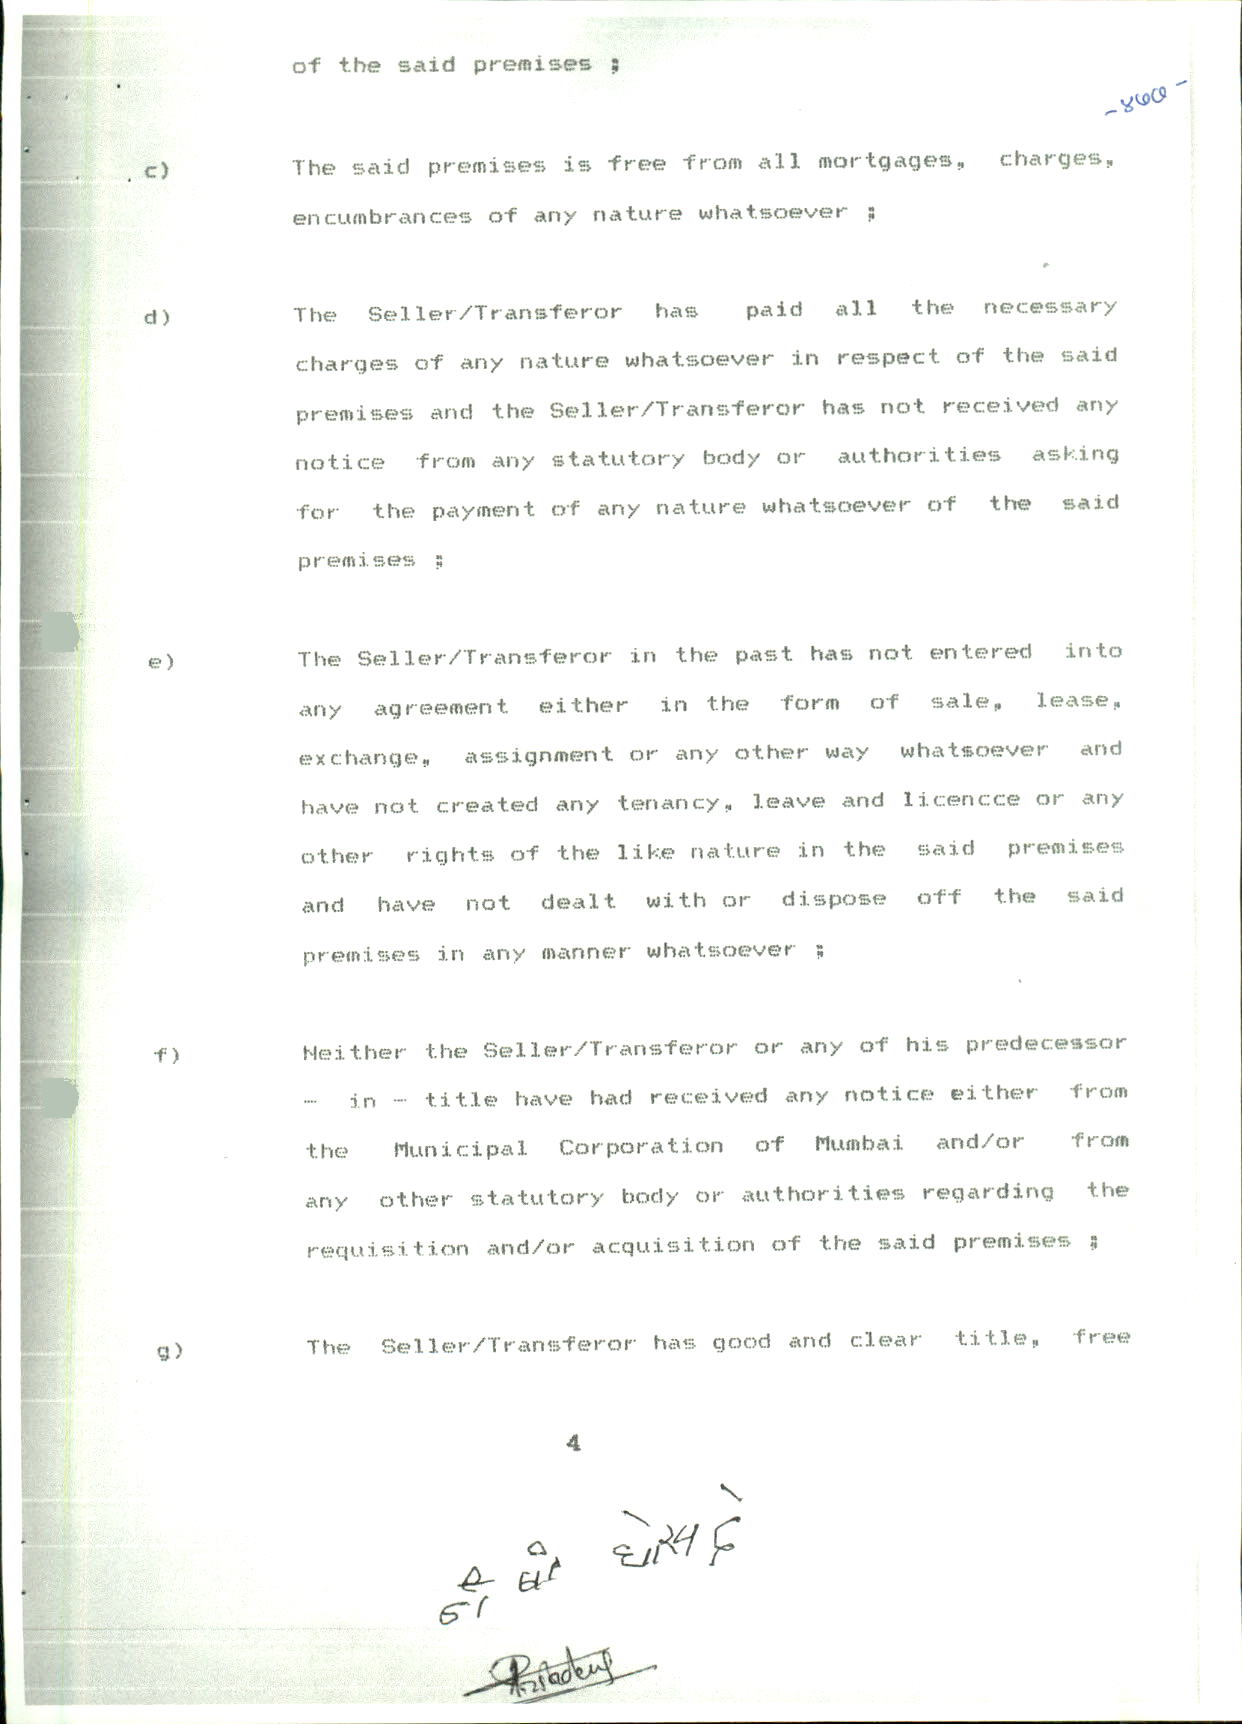 of the said premises ;
c) The said premises is free from all mortgages, charges,
encumbrances of any nature whatsoever ;
d) The Seller/Transferor has paid all the necessary
charges of any nature whatsoever in respect of the said
premises and the Seller/Transferor has not received any
notice from any statutory body or authorities asking
for the payment of any nature whatsoever of the said
premises ;
e) The Seller/Transferor in the past has not entered into
any agreement either in the form of sale, lease,
exchange, assignment or any other way whatsoever and
have not created any tenancy, leave and licencce or any
other rights of the like nature in the said premises
and have not dealt with or dispose off the said
premises in any manner whatsoever ;
f) Neither the Seller/Transferor or any of his predecessor
- in - title have had received any notice either from
the Municipal Corporation of Mumbai and/or from
any other statutory body or authorities regarding the
requisition and/or acquisition of the said premises ;
g) The Seller/Transferor has good and clear title, free
4